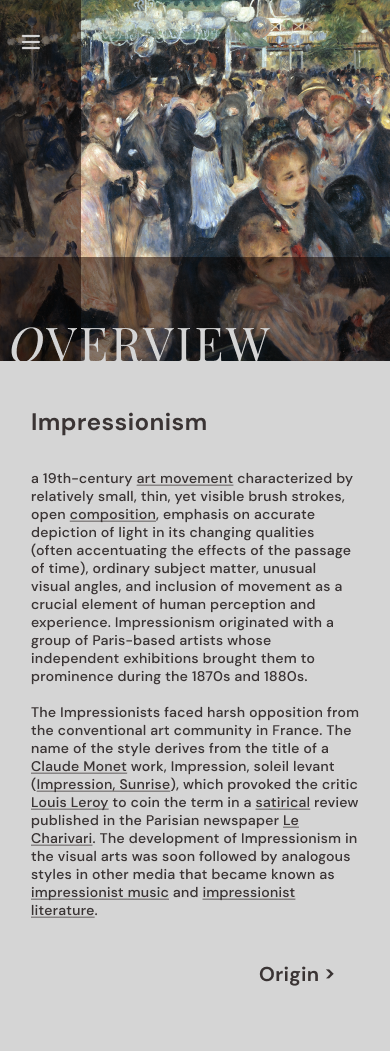 OVERVIEW
Impressionism
a 19th-century art movement characterized by
relatively small, thin, yet visible brush strokes,
open composition, emphasis on accurate
depiction of light in its changing qualities
(often accentuating the effects of the passage
of time), ordinary subject matter, unusual
visual angles, and inclusion of movement as a
crucial element of human perception and
experience. Impressionism originated with a
group of Paris-based artists whose
independent exhibitions brought them to
prominence during the 1870s and 1880s.
The Impressionists faced harsh opposition from
the conventional art community in France. The
name of the style derives from the title of a
Claude Monet work, Impression, soleil levant
(Impression, Sunrise), which provoked the critic
Louis Leroy to coin the term in a satirical review
published in the Parisian newspaper Le
Charivari. The development of Impressionism in
the visual arts was soon followed by analogous
styles in other media that became known as
impressionist music and impressionist
literature.
Origin >